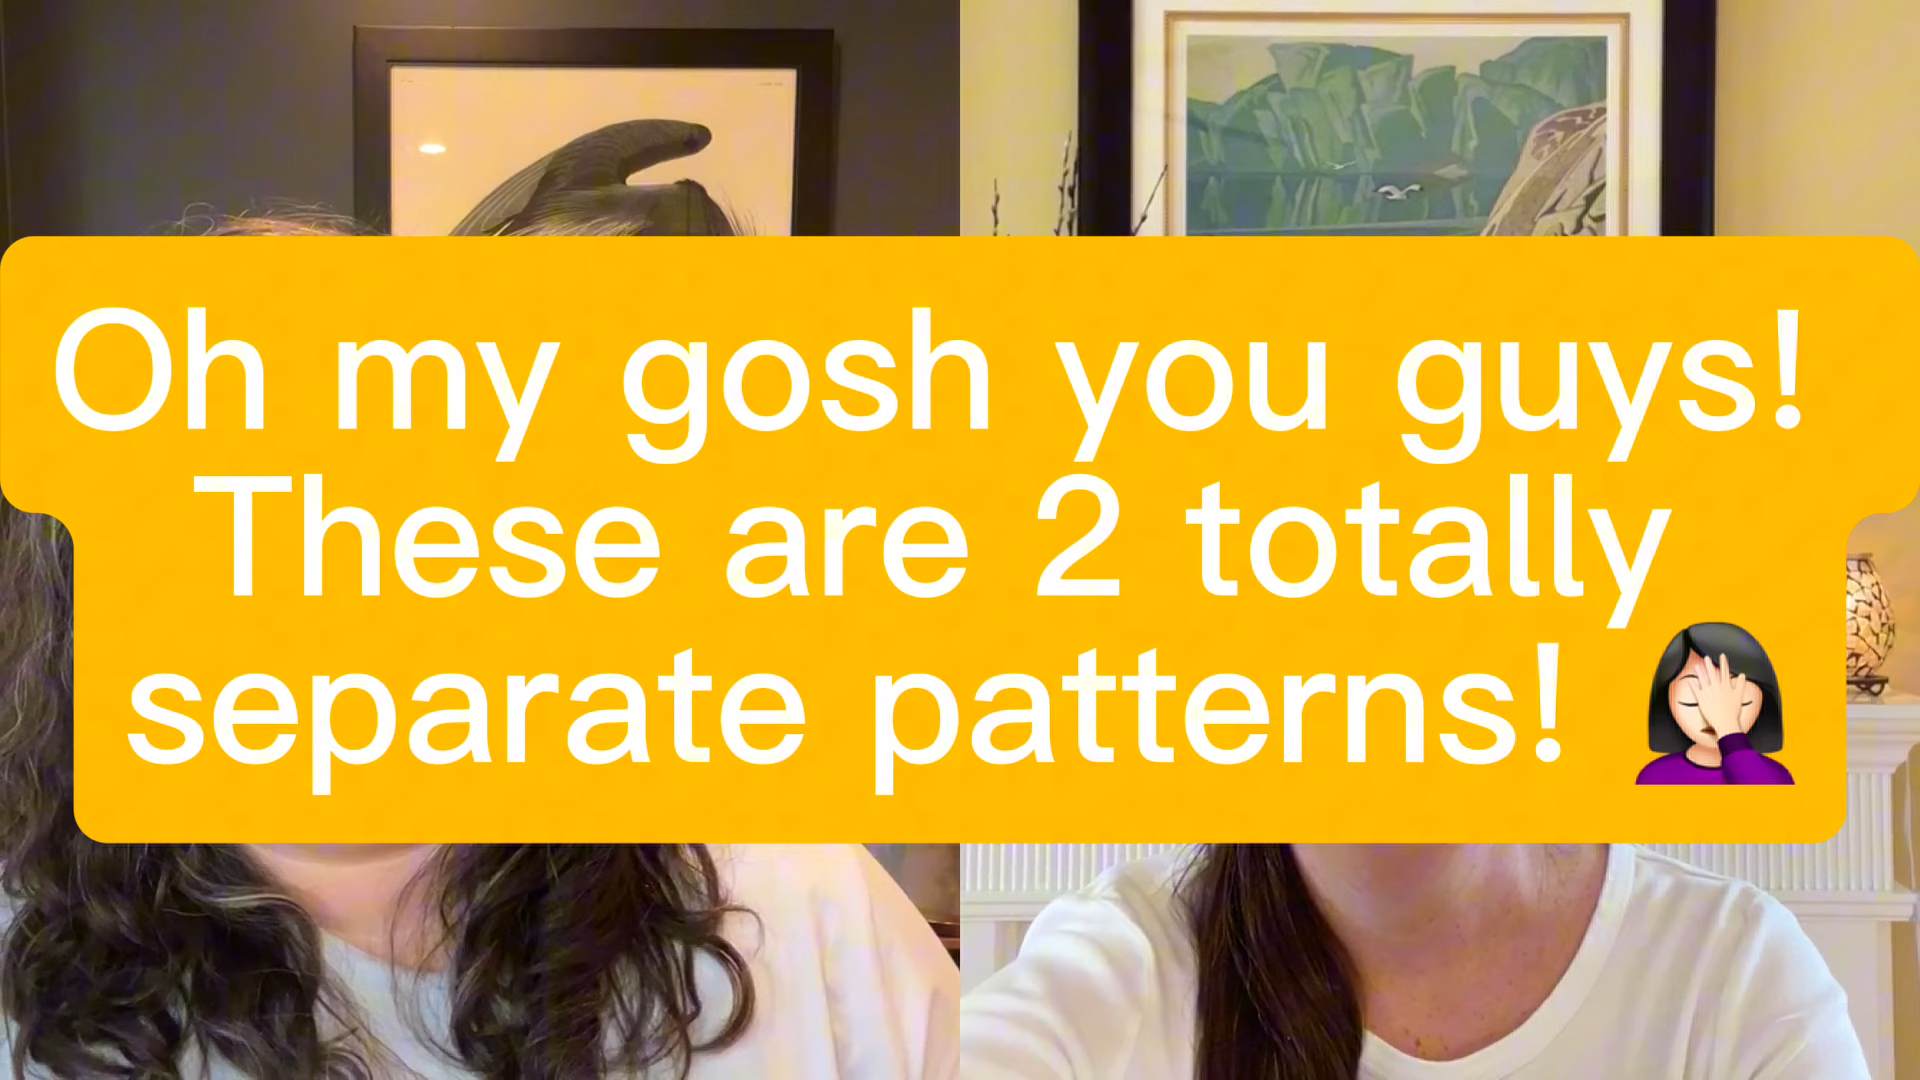 Oh my gosh you guys!
These are 2 totally
separate patterns! 🤦🏻‍♀️